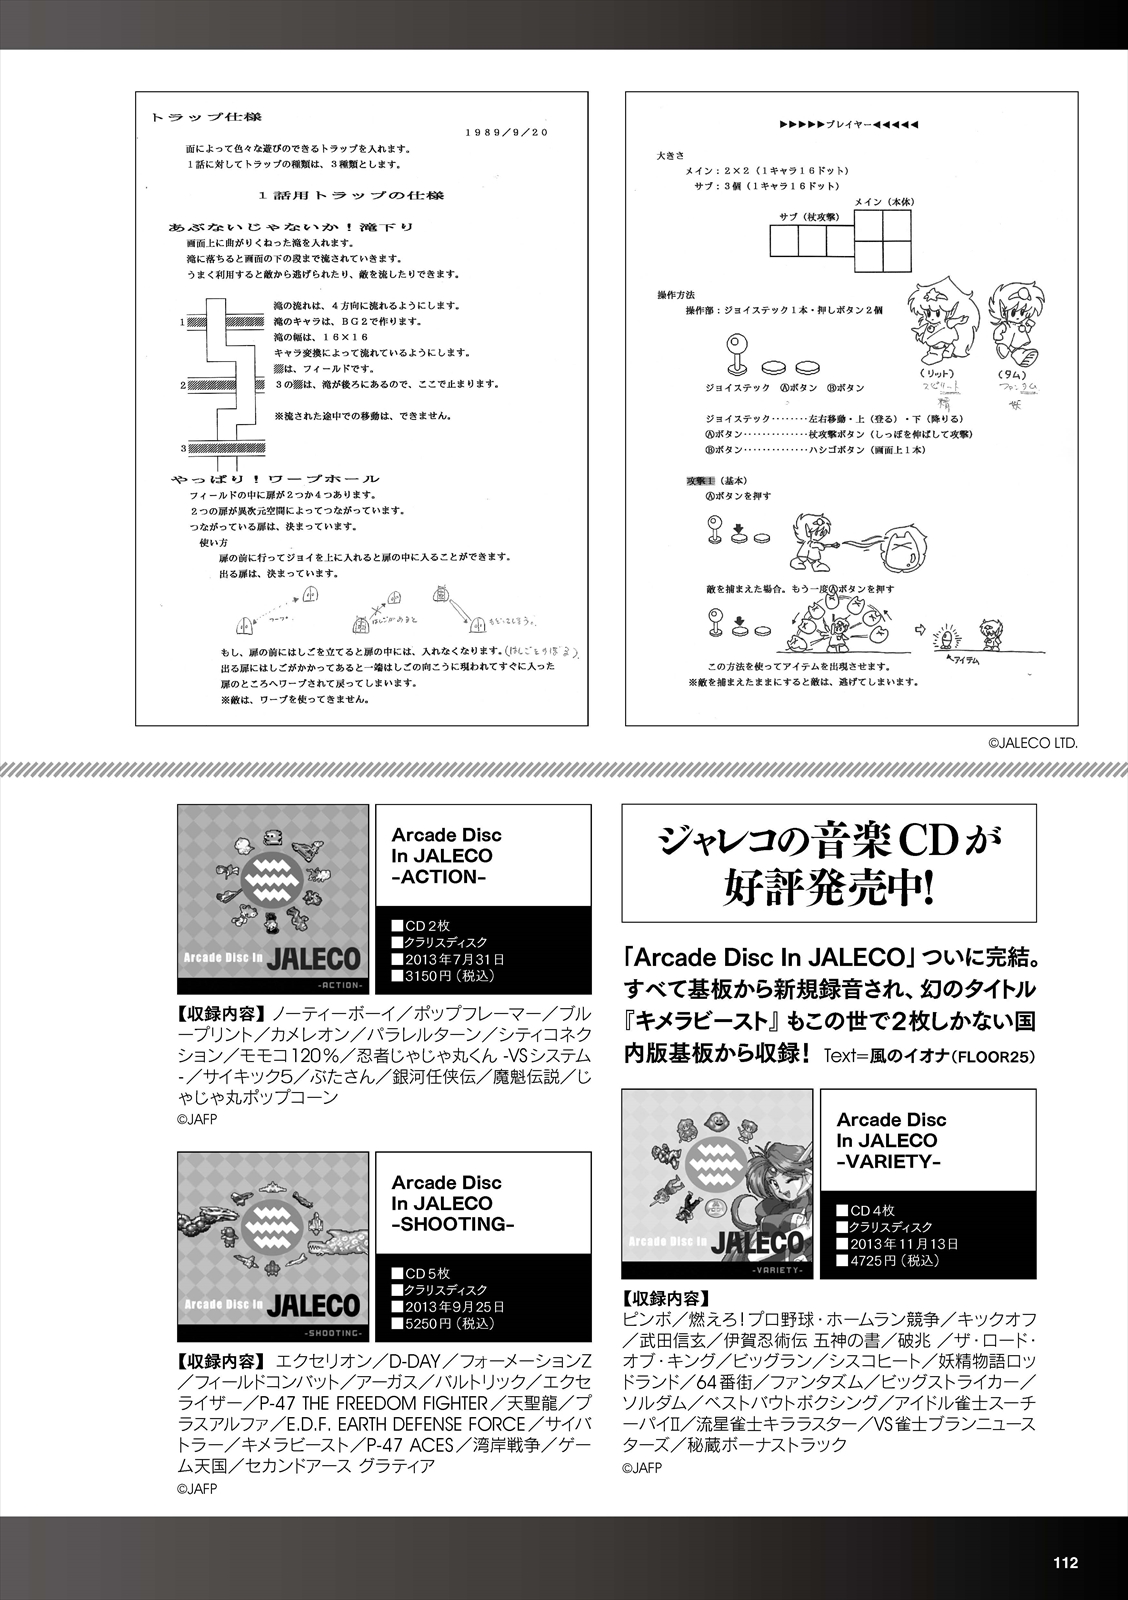 トラップ仕様
1989/9/20
面によって色々な遊びのできるトラップを入れます。
1話に対してトラップの種類は、3種類とします。
1話用トラップの仕様
あぶないじゃないか!滝下り
画面上に曲がりくねった滝を入れます。
滝に落ちると画面の下の段まで流されていきます。
うまく利用すると敵から逃げられたり、敵を流したりできます。
滝の流れは、4方向に流れるようにします。
1
滝のキャラは、BG2で作ります。
滝の幅は、16×16
キャラ変換によって流れているようにします。
▨は、フィールドです。
2
3の▨は、滝が後ろにあるので、ここで止まります。
※流された途中での移動は、できません。
3
やっぱり!ワープホール
フィールドの中に扉が2つか4つあります。
2つの扉が異次元空間によってつながっています。
つながっている扉は、決まっています。
使い方
扉の前に行ってジョイを上に入れると扉の中に入ることができます。
出る扉は、決まっています。
ワープ
はしごがあると
もどってしまう。
もし、扉の前にはしごを立てると扉の中には、入れなくなります。(はしごをのぼる)
出る扉にはしごがかかってあると一端はしごの向こうに現われてすぐに入った
扉のところへワープされて戻ってしまいます。
※敵は、ワープを使ってきません。
▶▶▶▶▶プレイヤー◀◀◀◀◀
大きさ
メイン:2×2(1キャラ16ドット)
サブ:3個(1キャラ16ドット)
メイン(本体)
サブ(杖攻撃)
操作方法
操作部:ジョイスティック1本・押しボタン2個
(リット)
(タム)
スピリット
ファンタム
精
妖
ジョイスティック Ⓐボタン Ⓑボタン
ジョイスティック········左右移動・上(登る)・下(降りる)
Ⓐボタン·············杖攻撃ボタン(しっぽを伸ばして攻撃)
Ⓑボタン·············ハシゴボタン(画面上1本)
攻撃1(基本)
Ⓐボタンを押す
敵を捕まえた場合。もう一度Ⓐボタンを押す
アイテム
この方法を使ってアイテムを出現させます。
※敵を捕まえたままにすると敵は、逃げてしまいます。
©JALECO LTD.
Arcade Disc In JALECO
-ACTION-
Arcade Disc
In JALECO
-ACTION-
■CD2枚
■クラリスディスク
■2013年7月31日
■3150円(税込)
【収録内容】ノーティーボーイ/ポップフレーマー/ブル
ープリント/カメレオン/パラレルターン/シティコネク
ション/モモコ120%/忍者じゃじゃ丸くん -VSシステム
-/サイキック5/ぶたさん/銀河任侠伝/魔魁伝説/じ
ゃじゃ丸ポップコーン
©JAFP
Arcade Disc In JALECO
-SHOOTING-
Arcade Disc
In JALECO
-SHOOTING-
■CD5枚
■クラリスディスク
■2013年9月25日
■5250円(税込)
【収録内容】エクセリオン/D-DAY/フォーメーションZ
/フィールドコンバット/アーガス/バルトリック/エクセ
ライザー/P-47 THE FREEDOM FIGHTER/天聖龍/プ
ラスアルファ/E.D.F. EARTH DEFENSE FORCE/サイバ
トラー/キメラビースト/P-47 ACES/湾岸戦争/ゲー
ム天国/セカンドアース グラティア
©JAFP
ジャレコの音楽CDが
好評発売中!
「Arcade Disc In JALECO」ついに完結。
すべて基板から新規録音され、幻のタイトル
『キメラビースト』もこの世で2枚しかない国
内版基板から収録! Text=風のイオナ(FLOOR25)
Arcade Disc In JALECO
-VARIETY-
Arcade Disc
In JALECO
-VARIETY-
■CD4枚
■クラリスディスク
■2013年11月13日
■4725円(税込)
【収録内容】
ピンボ/燃えろ!プロ野球・ホームラン競争/キックオフ
/武田信玄/伊賀忍術伝 五神の書/破兆 /ザ・ロード・
オブ・キング/ビッグラン/シスコヒート/妖精物語ロッ
ドランド/64番街/ファンタズム/ビッグストライカー/
ソルダム/ベストバウトボクシング/アイドル雀士スーチ
ーパイII/流星雀士キララスター/VS雀士ブランニュース
ターズ/秘蔵ボーナストラック
©JAFP
112